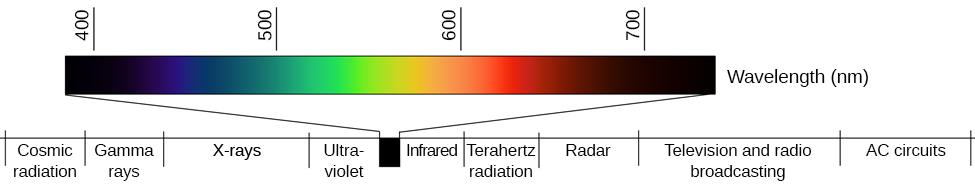 400
500
600
700
Wavelength (nm)
Cosmic
radiation
Gamma
rays
X-rays
Ultra-
violet
Infrared
Terahertz
radiation
Radar
Television and radio
broadcasting
AC circuits